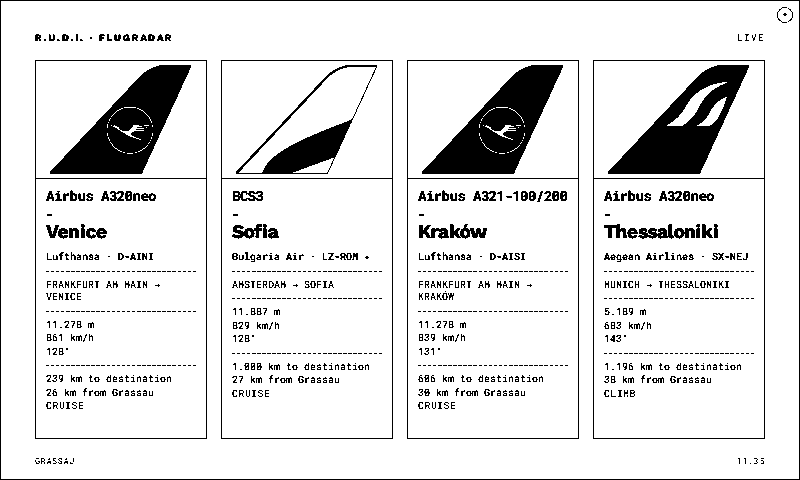 R.U.D.I. · FLUGRADAR
LIVE
Airbus A320neo
-
Venice
Lufthansa · D-AINI
FRANKFURT AM MAIN →
VENICE
11.278 m
861 km/h
128°
239 km to destination
26 km from Grassau
CRUISE
BCS3
-
Sofia
Bulgaria Air · LZ-ROM ✦
AMSTERDAM → SOFIA
11.887 m
829 km/h
128°
1.000 km to destination
27 km from Grassau
CRUISE
Airbus A321-100/200
-
Kraków
Lufthansa · D-AISI
FRANKFURT AM MAIN →
KRAKÓW
11.278 m
839 km/h
131°
606 km to destination
30 km from Grassau
CRUISE
Airbus A320neo
-
Thessaloniki
Aegean Airlines · SX-NEJ
MUNICH → THESSALONIKI
5.189 m
683 km/h
143°
1.196 km to destination
38 km from Grassau
CLIMB
GRASSAU
11.35